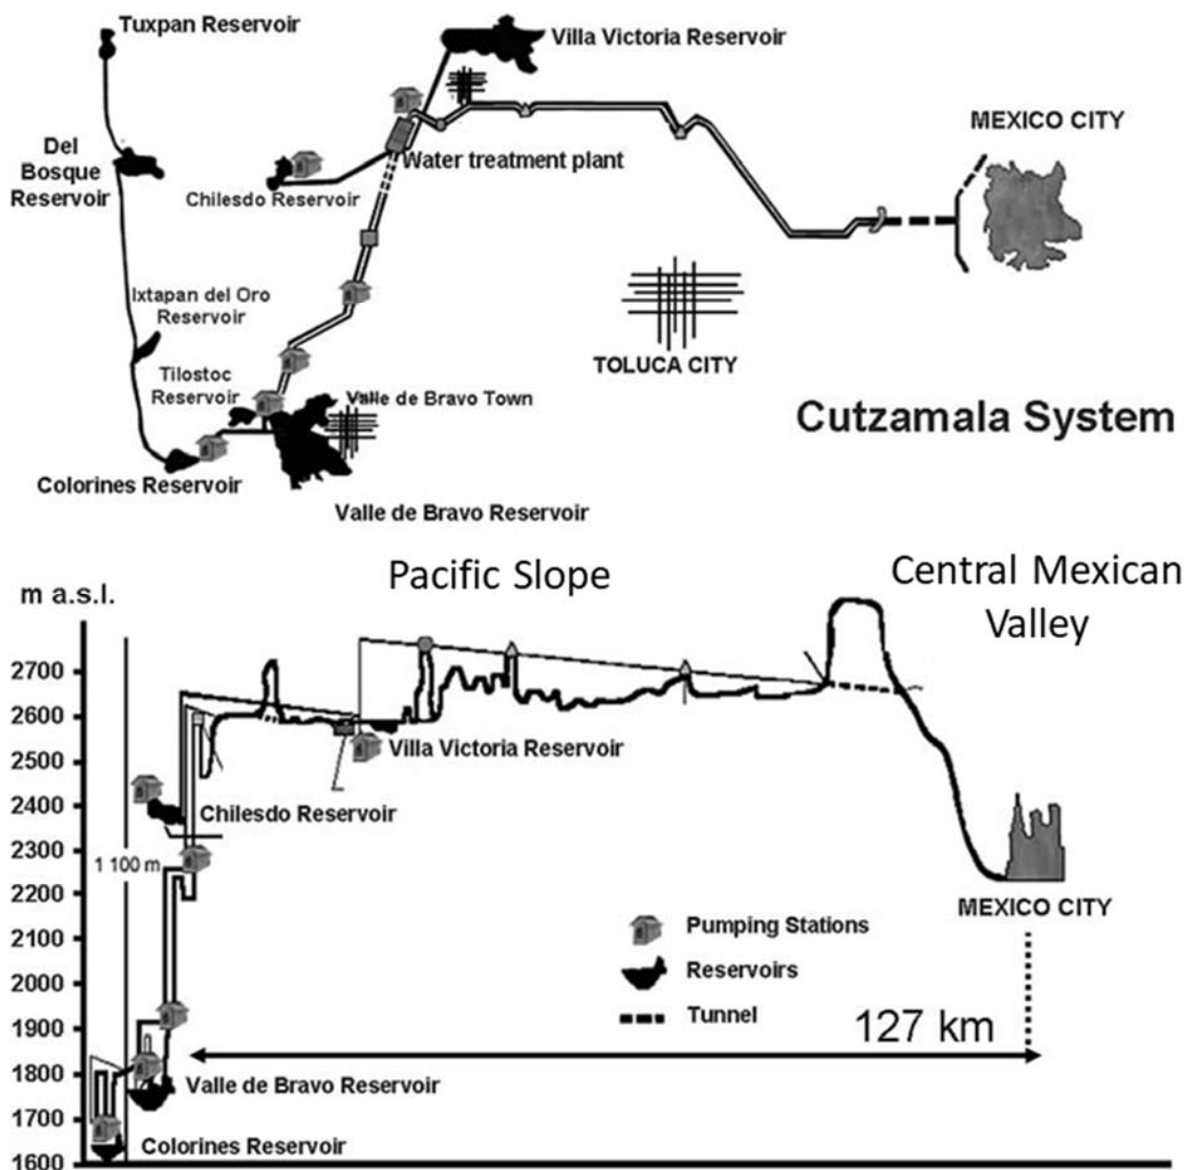 Tuxpan Reservoir
Villa Victoria Reservoir
MEXICO CITY
Del
Bosque
Reservoir
Water treatment plant
Chilesdo Reservoir
Ixtapan del Oro
Reservoir
TOLUCA CITY
Tilostoc
Reservoir
Valle de Bravo Town
Cutzamala System
Colorines Reservoir
Valle de Bravo Reservoir
Pacific Slope
Central Mexican
Valley
m a.s.l.
2700
2600
2500
2400
2300
2200
2100
2000
1900
1800
1700
1600
Villa Victoria Reservoir
Chilesdo Reservoir
1 100 m
MEXICO CITY
Pumping Stations
Reservoirs
Tunnel
127 km
Valle de Bravo Reservoir
Colorines Reservoir